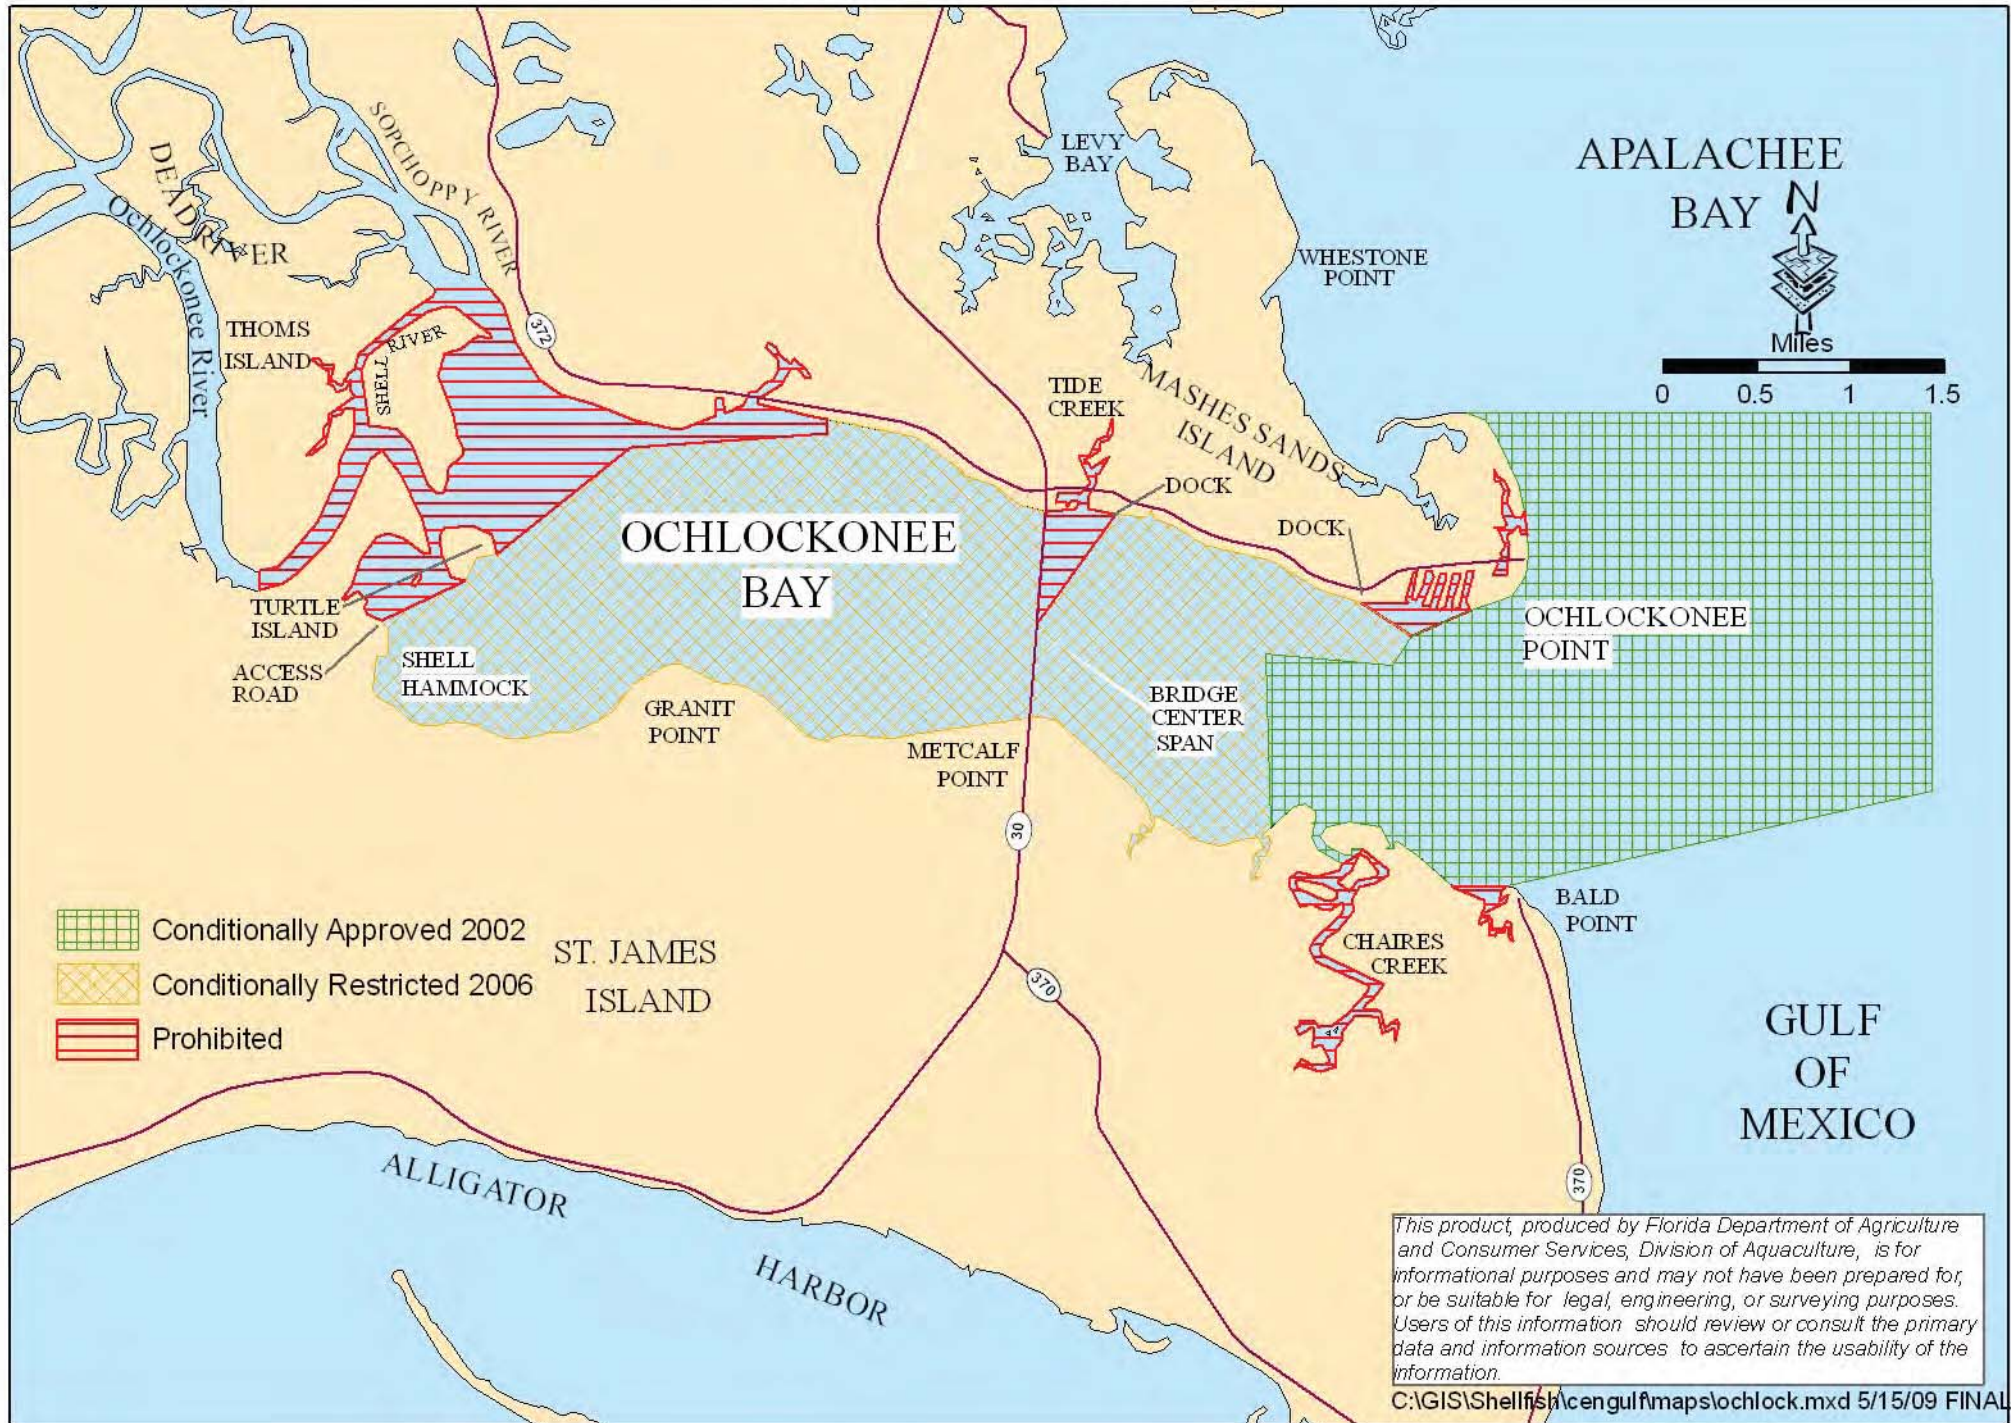 SOPCHOPPY RIVER
DEAD RIVER
Ochlockonee River
LEVY
BAY
APALACHEE
BAY
N
WHESTONE
POINT
THOMS
ISLAND
SHELL RIVER
372
Miles
0 0.5 1 1.5
TIDE
CREEK
MASHES SANDS
ISLAND
DOCK
DOCK
OCHLOCKONEE
BAY
TURTLE
ISLAND
ACCESS
ROAD
SHELL
HAMMOCK
GRANIT
POINT
METCALF
POINT
BRIDGE
CENTER
SPAN
OCHLOCKONEE
POINT
30
BALD
POINT
CHAIRES
CREEK
Conditionally Approved 2002
Conditionally Restricted 2006
Prohibited
ST. JAMES
ISLAND
370
GULF
OF
MEXICO
ALLIGATOR
HARBOR
370
This product, produced by Florida Department of Agriculture
and Consumer Services, Division of Aquaculture, is for
informational purposes and may not have been prepared for,
or be suitable for legal, engineering, or surveying purposes.
Users of this information should review or consult the primary
data and information sources to ascertain the usability of the
information.
C:\GIS\Shellfish\cengulf\maps\ochlock.mxd 5/15/09 FINAL